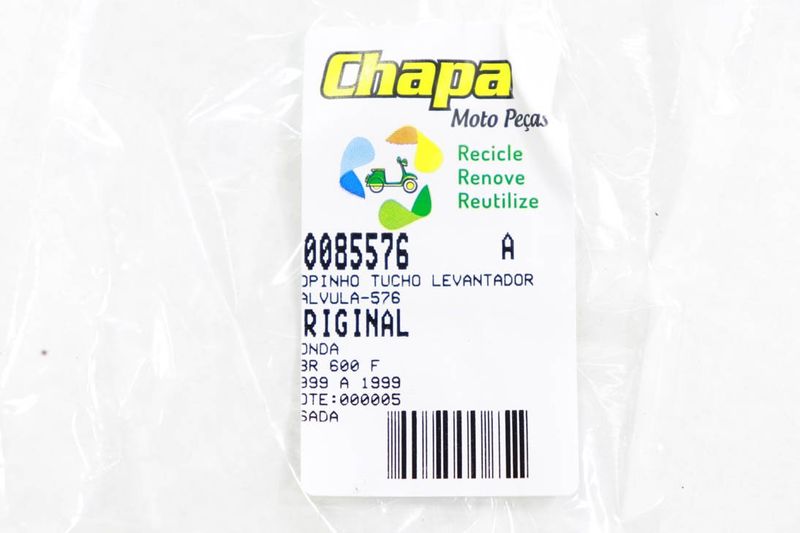 Chapa
Moto Peças
Recicle
Renove
Reutilize
0085576 A
OPINHO TUCHO LEVANTADOR
ALVULA-576
RIGINAL
ONDA
BR 600 F
999 A 1999
OTE:000005
SADA